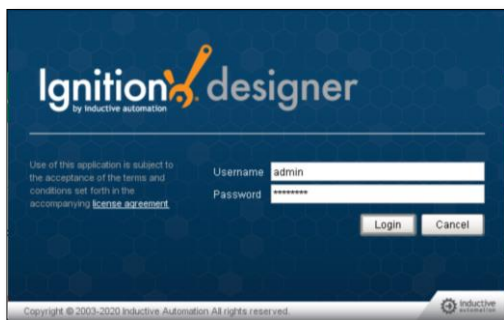 Ignition designer
by inductive automation
Use of this application is subject to
the acceptance of the terms and
conditions set forth in the
accompanying license agreement
Username admin
Password ********
Login Cancel
Copyright © 2003-2020 Inductive Automation All rights reserved.
inductive
automation